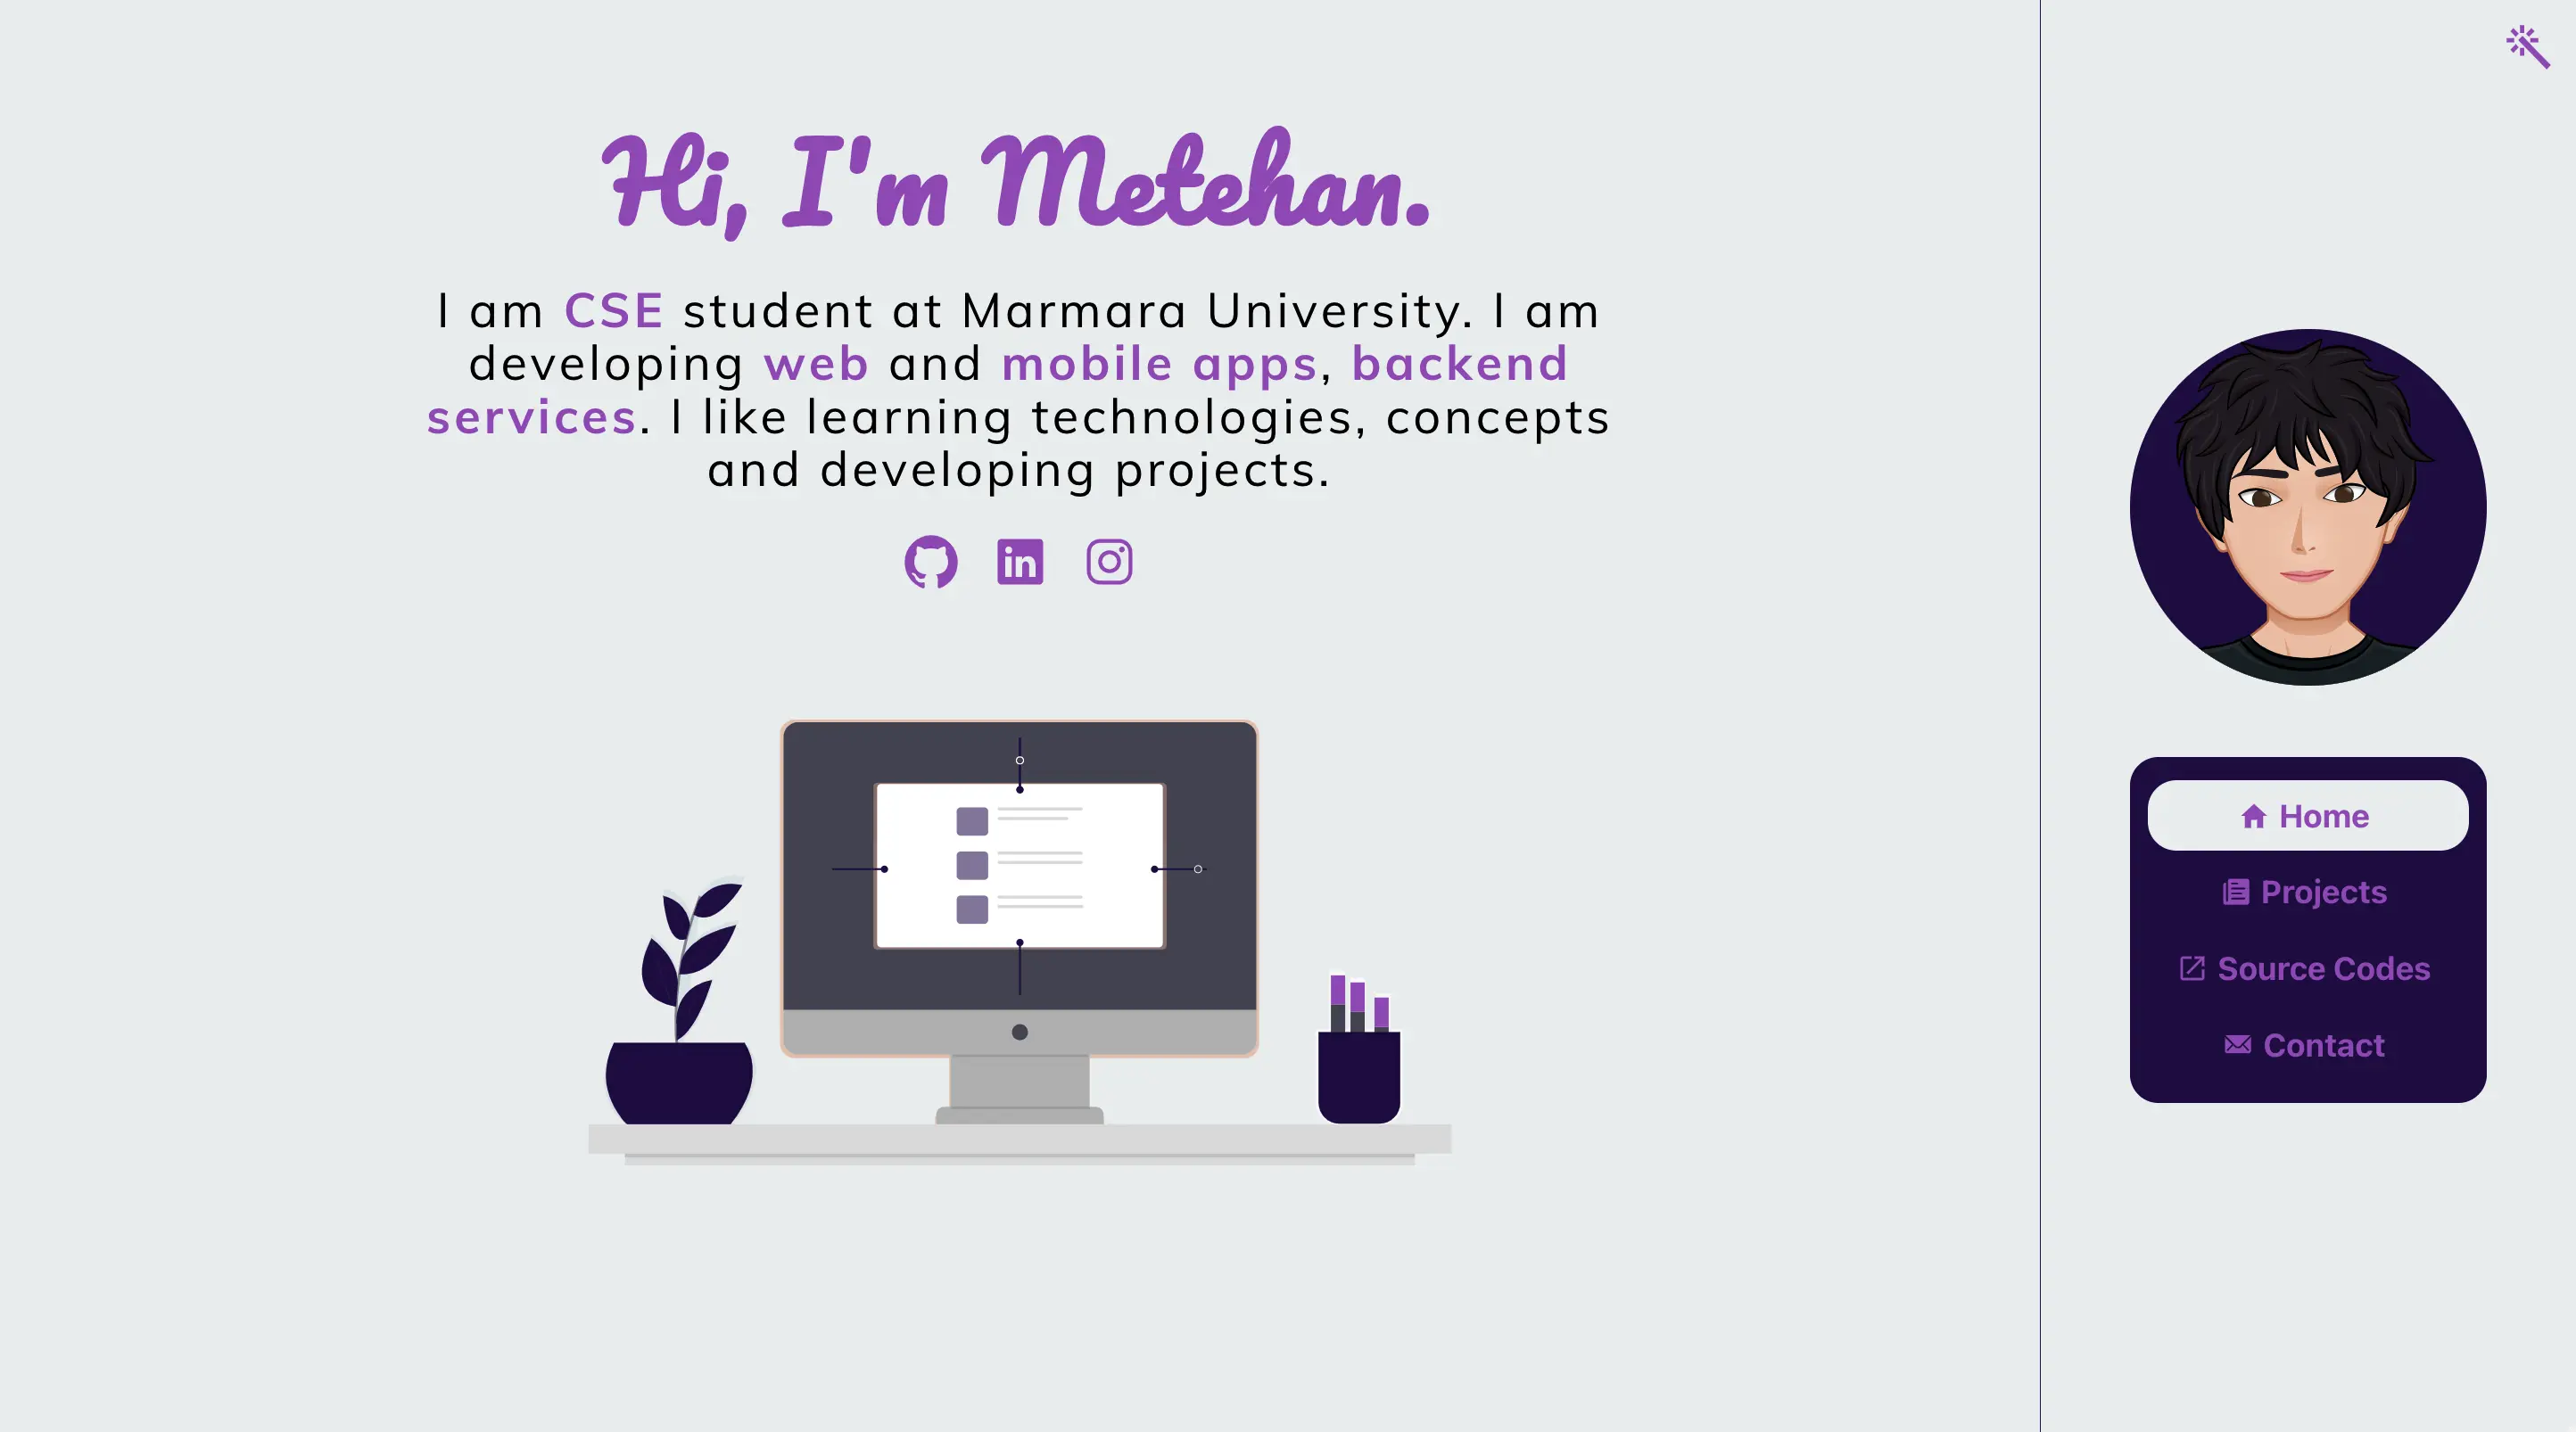 Hi, I'm Metehan.
I am CSE student at Marmara University. I am
developing web and mobile apps, backend
services. I like learning technologies, concepts
and developing projects.
in
Home
Projects
Source Codes
Contact